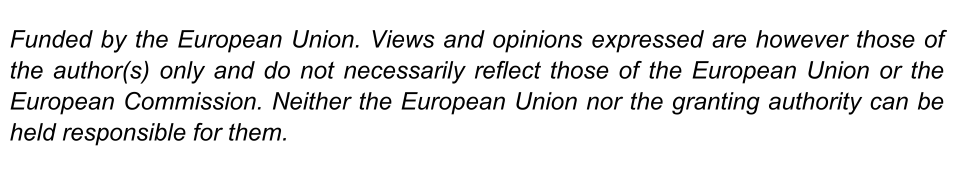 Funded by the European Union. Views and opinions expressed are however those of
the author(s) only and do not necessarily reflect those of the European Union or the
European Commission. Neither the European Union nor the granting authority can be
held responsible for them.